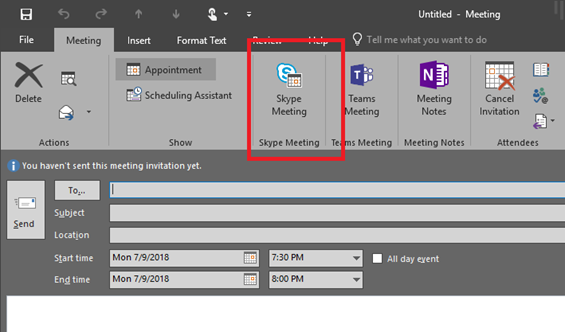 Untitled - Meeting
File Meeting Insert Format Text Review Help Tell me what you want to do
Delete
Actions
Appointment
Scheduling Assistant
Show
Skype
Meeting
Skype Meeting
Teams
Meeting
Teams Meeting
N
Meeting
Notes
Meeting Notes
Cancel
Invitation
Attendees
You haven't sent this meeting invitation yet.
Send
To...
Subject
Location
Start time Mon 7/9/2018 7:30 PM All day event
End time Mon 7/9/2018 8:00 PM